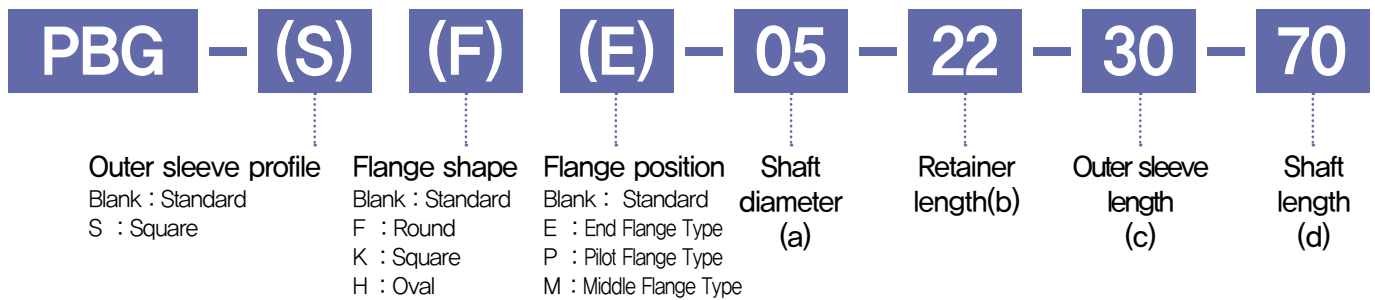 PBG – (S) (F) (E) – 05 – 22 – 30 – 70
Outer sleeve profile
Blank : Standard
S : Square
Flange shape
Blank : Standard
F : Round
K : Square
H : Oval
Flange position
Blank : Standard
E : End Flange Type
P : Pilot Flange Type
M : Middle Flange Type
Shaft
diameter
(a)
Retainer
length(b)
Outer sleeve
length
(c)
Shaft
length
(d)